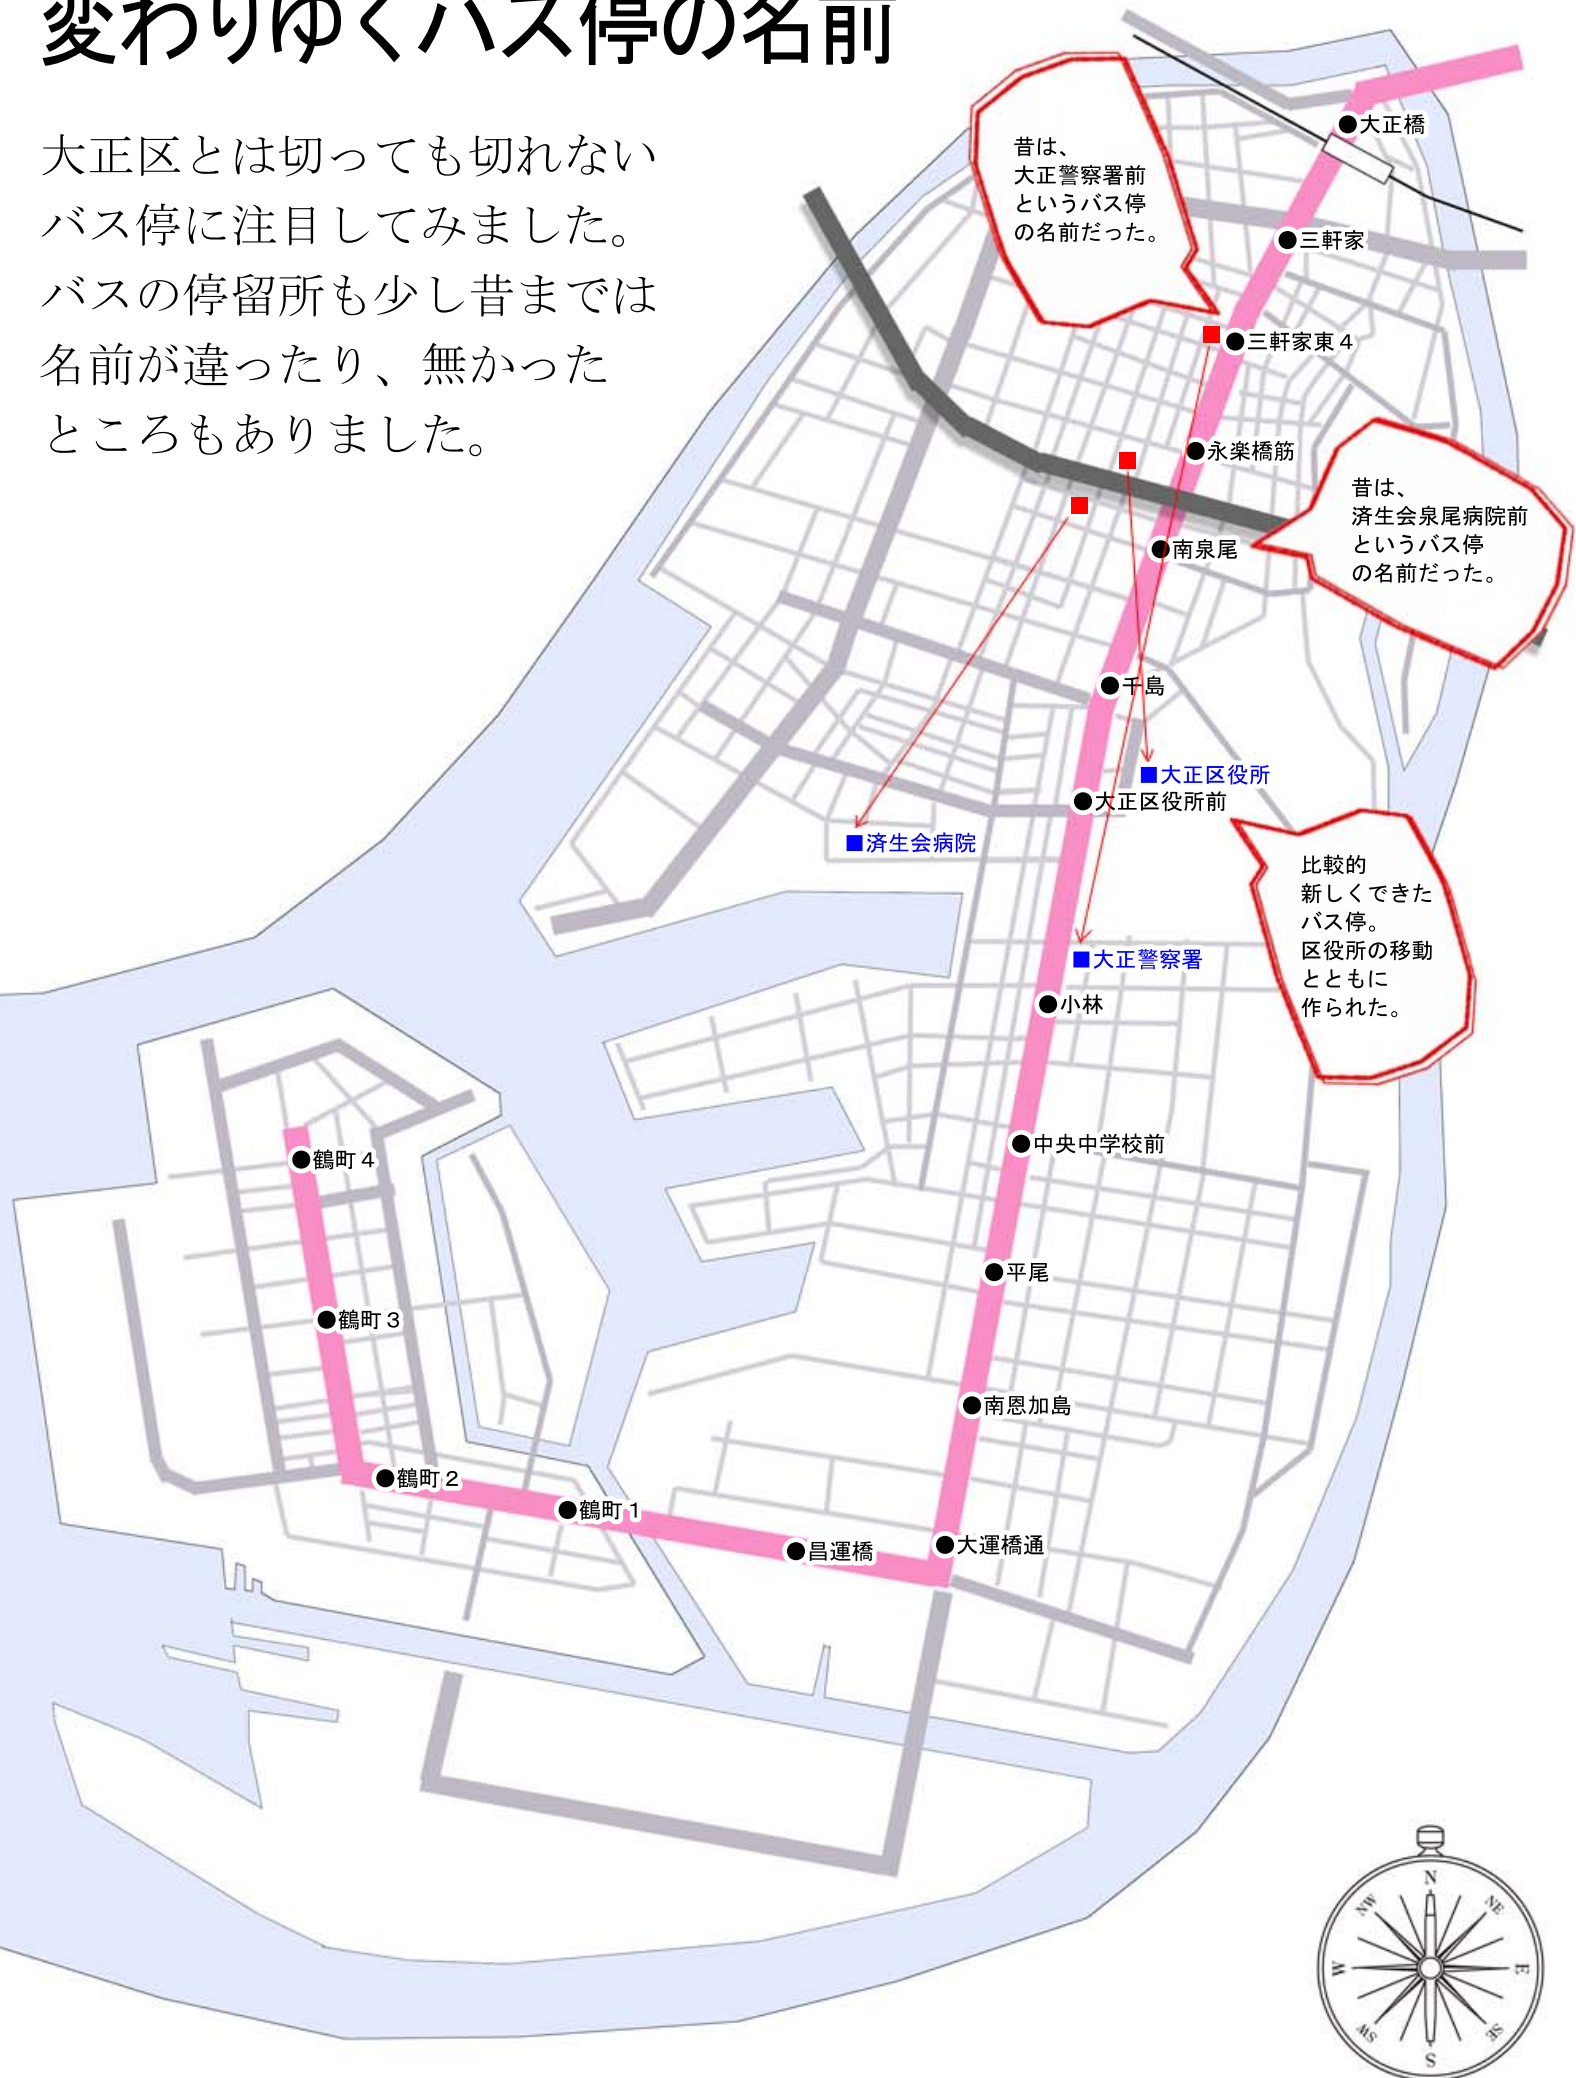 変わりゆくバス停の名前
大正区とは切っても切れない
バス停に注目してみました。
バスの停留所も少し昔までは
名前が違ったり、無かった
ところもありました。
昔は、
大正警察署前
というバス停
の名前だった。
大正橋
三軒家
三軒家東4
永楽橋筋
昔は、
済生会泉尾病院前
というバス停
の名前だった。
南泉尾
千島
■大正区役所
大正区役所前
■済生会病院
比較的
新しくできた
バス停。
区役所の移動
とともに
作られた。
■大正警察署
小林
中央中学校前
鶴町4
平尾
鶴町3
南恩加島
鶴町2
鶴町1
昌運橋
大運橋通
N
NE
E
SE
S
SW
W
NW